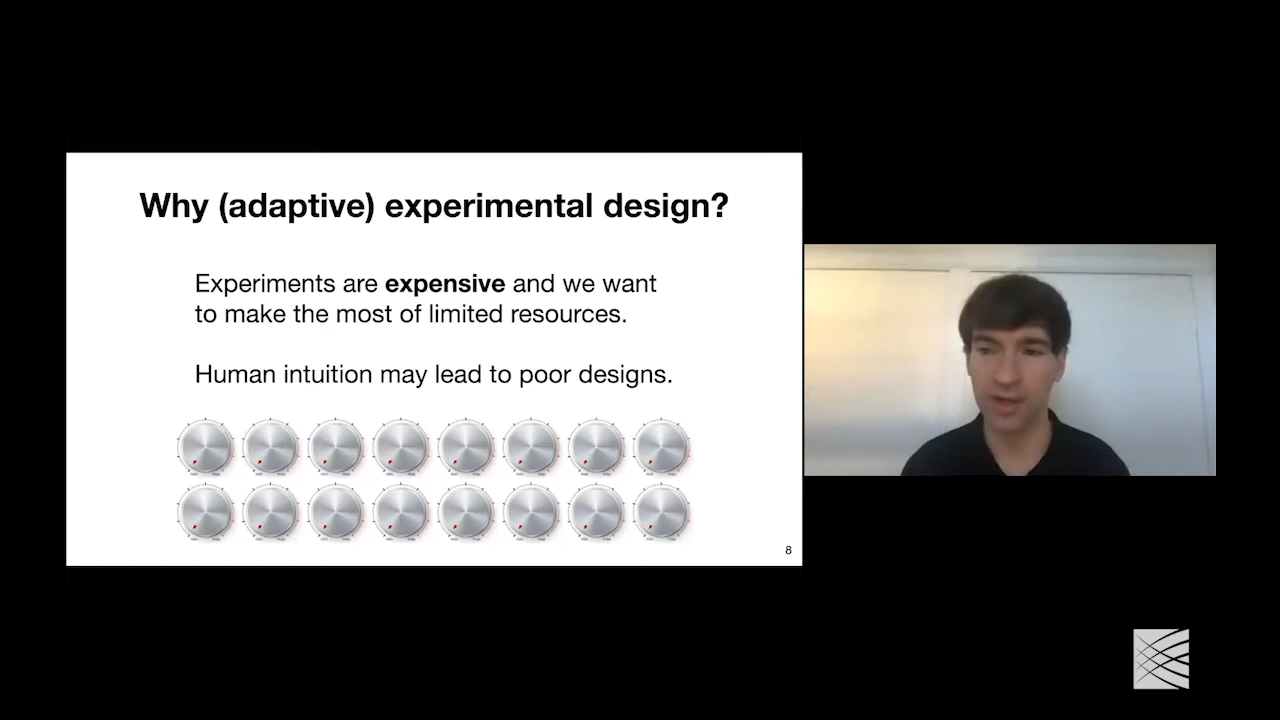 Why (adaptive) experimental design?
Experiments are expensive and we want
to make the most of limited resources.
Human intuition may lead to poor designs.
8